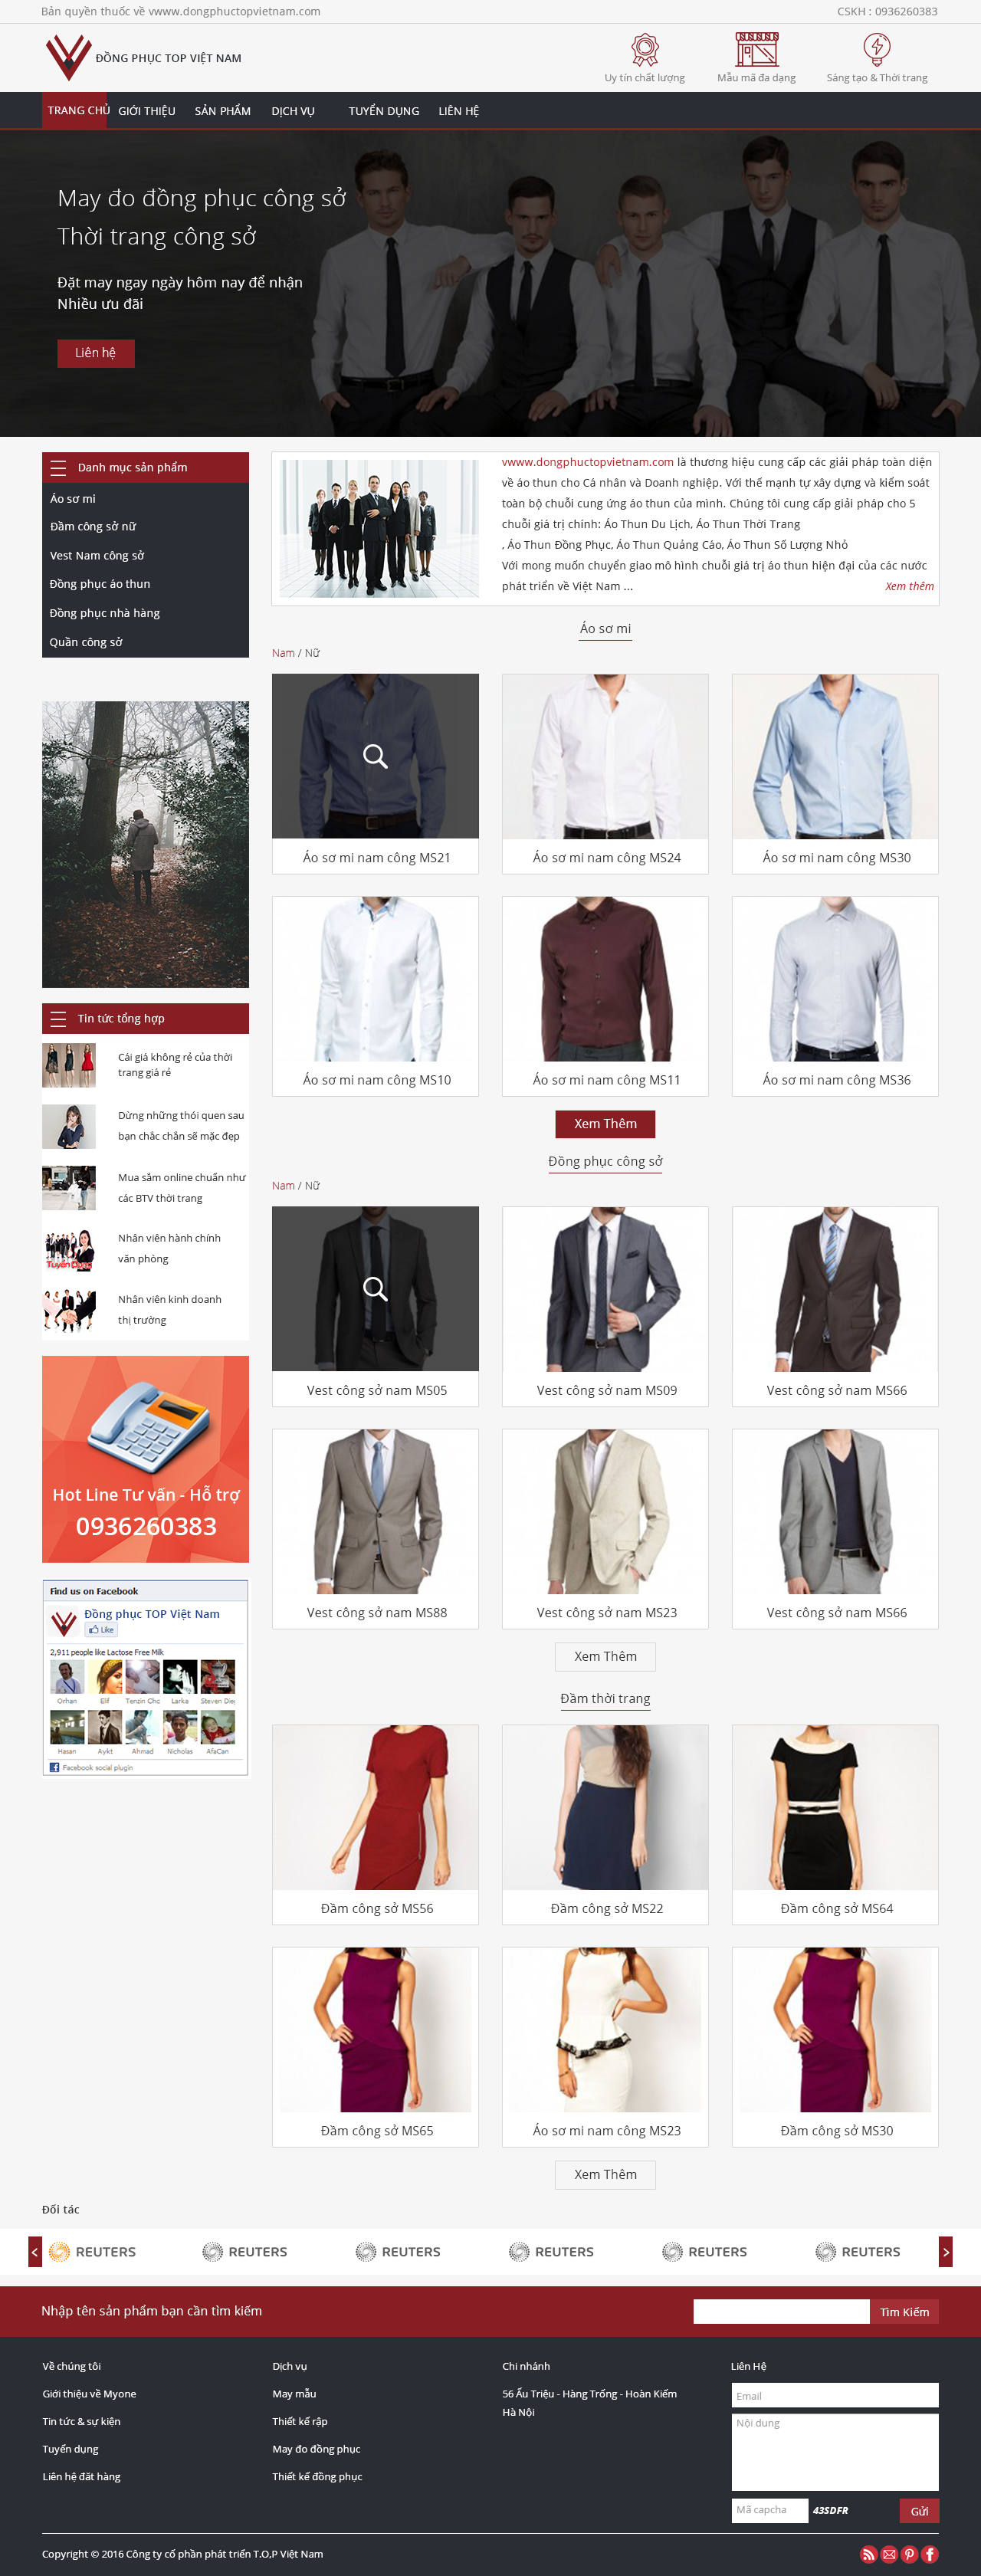 Bản quyền thuốc về vwww.dongphuctopvietnam.com
CSKH : 0936260383
ĐỒNG PHỤC TOP VIỆT NAM
Uy tín chất lượng
Mẫu mã đa dạng
Sáng tạo & Thời trang
TRANG CHỦ
GIỚI THIỆU
SẢN PHẨM
DỊCH VỤ
TUYỂN DỤNG
LIÊN HỆ
May đo đồng phục công sở
Thời trang công sở
Đặt may ngay ngày hôm nay để nhận
Nhiều ưu đãi
Liên hệ
Danh mục sản phẩm
Áo sơ mi
Đầm công sở nữ
Vest Nam công sở
Đồng phục áo thun
Đồng phục nhà hàng
Quần công sở
vwww.dongphuctopvietnam.com là thương hiệu cung cấp các giải pháp toàn diện
về áo thun cho Cá nhân và Doanh nghiệp. Với thế mạnh tự xây dựng và kiểm soát
toàn bộ chuỗi cung ứng áo thun của mình. Chúng tôi cung cấp giải pháp cho 5
chuỗi giá trị chính: Áo Thun Du Lịch, Áo Thun Thời Trang
, Áo Thun Đồng Phục, Áo Thun Quảng Cáo, Áo Thun Số Lượng Nhỏ
Với mong muốn chuyển giao mô hình chuỗi giá trị áo thun hiện đại của các nước
phát triển về Việt Nam ...
Xem thêm
Áo sơ mi
Nam / Nữ
Áo sơ mi nam công MS21
Áo sơ mi nam công MS24
Áo sơ mi nam công MS30
Áo sơ mi nam công MS10
Áo sơ mi nam công MS11
Áo sơ mi nam công MS36
Xem Thêm
Tin tức tổng hợp
Cái giá không rẻ của thời
trang giá rẻ
Dừng những thói quen sau
bạn chắc chắn sẽ mặc đẹp
Mua sắm online chuẩn như
các BTV thời trang
Tuyển Dụng
Nhân viên hành chính
văn phòng
Nhân viên kinh doanh
thị trường
Đồng phục công sở
Nam / Nữ
Vest công sở nam MS05
Vest công sở nam MS09
Vest công sở nam MS66
Vest công sở nam MS88
Vest công sở nam MS23
Vest công sở nam MS66
Xem Thêm
Hot Line Tư vấn - Hỗ trợ
0936260383
Find us on Facebook
Đồng phục TOP Việt Nam
Like
2,911 people like Lactose Free Milk
Orhan
Elif
Tenzin Cho
Larka
Steven Dieg
Hasan
Aykt
Ahmad
Nicholas
AfaCan
Facebook social plugin
Đầm thời trang
Đầm công sở MS56
Đầm công sở MS22
Đầm công sở MS64
Đầm công sở MS65
Áo sơ mi nam công MS23
Đầm công sở MS30
Xem Thêm
Đối tác
REUTERS
REUTERS
REUTERS
REUTERS
REUTERS
REUTERS
Nhập tên sản phẩm bạn cần tìm kiếm
Tìm Kiếm
Về chúng tôi
Giới thiệu về Myone
Tin tức & sự kiện
Tuyển dụng
Liên hệ đăt hàng
Dịch vụ
May mẫu
Thiết kế rập
May đo đồng phục
Thiết kế đồng phục
Chi nhánh
56 Ấu Triệu - Hàng Trống - Hoàn Kiếm
Hà Nội
Liên Hệ
Email
Nội dung
Mã capcha
43SDFR
Gửi
Copyright © 2016 Công ty cổ phần phát triển T.O,P Việt Nam